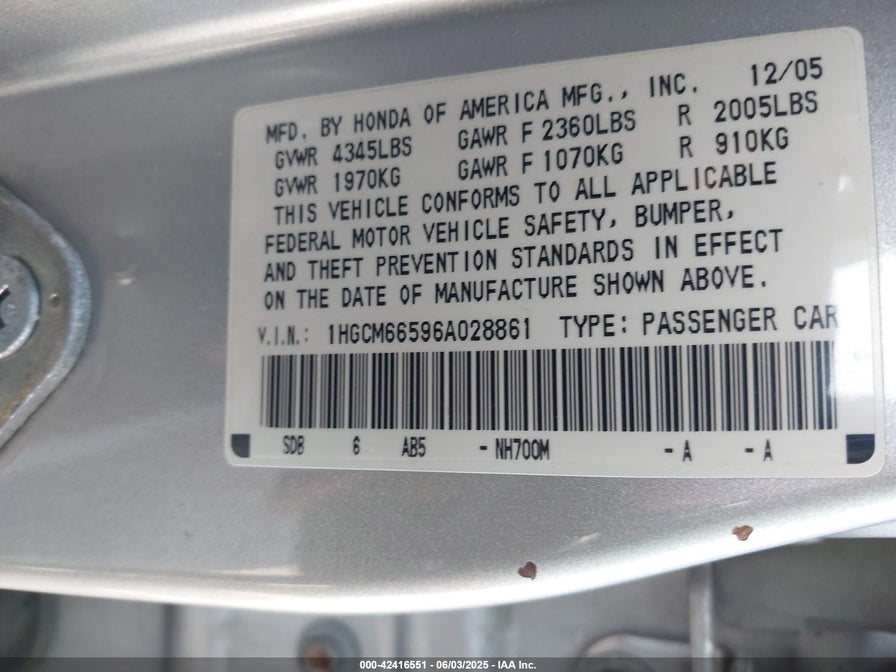 MFD. BY HONDA OF AMERICA MFG., INC. 12/05
GVWR 4345LBS GAWR F 2360LBS R 2005LBS
GVWR 1970KG GAWR F 1070KG R 910KG
THIS VEHICLE CONFORMS TO ALL APPLICABLE
FEDERAL MOTOR VEHICLE SAFETY, BUMPER,
AND THEFT PREVENTION STANDARDS IN EFFECT
ON THE DATE OF MANUFACTURE SHOWN ABOVE.
V.I.N.: 1HGCM66596A028861 TYPE: PASSENGER CAR
SDB 6 AB5 -NH700M -A -A
000-42416551 - 06/03/2025 - IAA Inc.